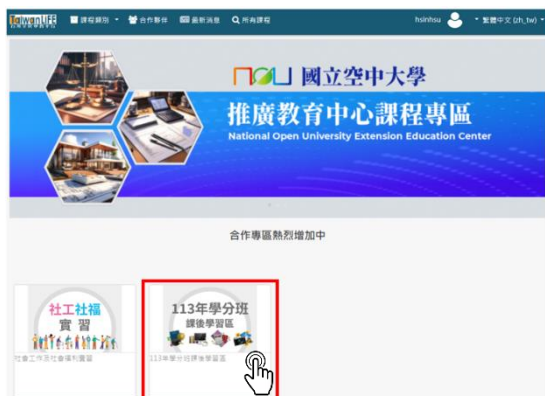 TaiwanLIFE
課程類別
合作夥伴
最新消息
所有課程
hsinhsu
繁體中文 (zh_tw)
國立空中大學
推廣教育中心課程專區
National Open University Extension Education Center
合作專區熱烈增加中
社工社福
實習
113年學分班
課後學習區
社會工作及社會福利實習
113年學分班課後學習區